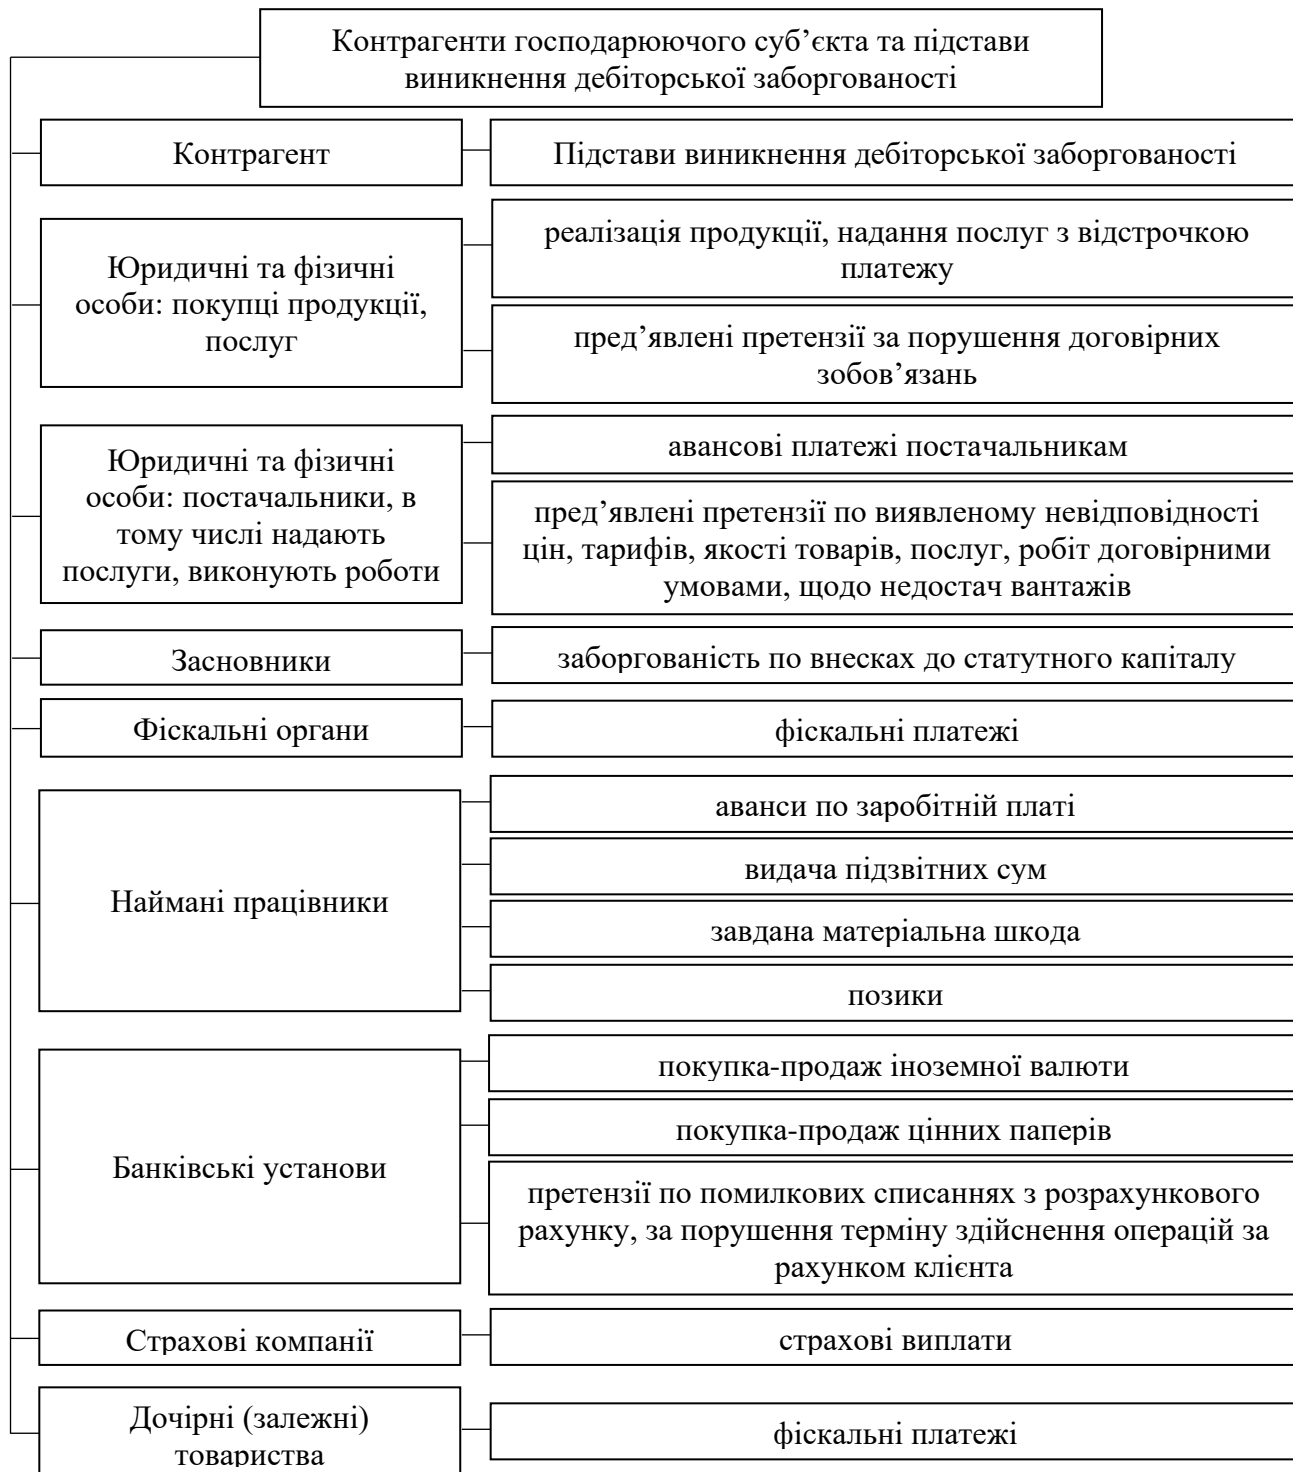 Контрагенти господарюючого суб’єкта та підстави
виникнення дебіторської заборгованості
Контрагент
Підстави виникнення дебіторської заборгованості
Юридичні та фізичні
особи: покупці продукції,
послуг
реалізація продукції, надання послуг з відстрочкою
платежу
пред’явлені претензії за порушення договірних
зобов’язань
Юридичні та фізичні
особи: постачальники, в
тому числі надають
послуги, виконують роботи
авансові платежі постачальникам
пред’явлені претензії по виявленому невідповідності
цін, тарифів, якості товарів, послуг, робіт договірними
умовами, щодо недостач вантажів
Засновники
заборгованість по внесках до статутного капіталу
Фіскальні органи
фіскальні платежі
Наймані працівники
аванси по заробітній платі
видача підзвітних сум
завдана матеріальна шкода
позики
Банківські установи
покупка-продаж іноземної валюти
покупка-продаж цінних паперів
претензії по помилкових списаннях з розрахункового
рахунку, за порушення терміну здійснення операцій за
рахунком клієнта
Страхові компанії
страхові виплати
Дочірні (залежні)
товариства
фіскальні платежі